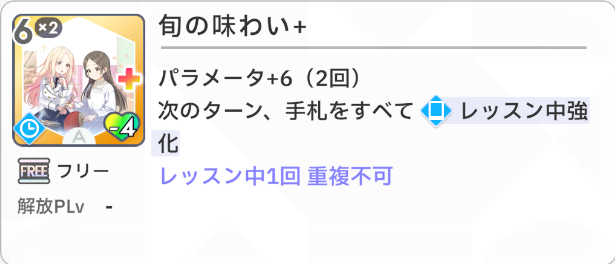 6 ×2
旬の味わい+
パラメータ+6（2回）
次のターン、手札をすべて レッスン中強
化
レッスン中1回 重複不可
-4
A
FREE フリー
解放PLv -